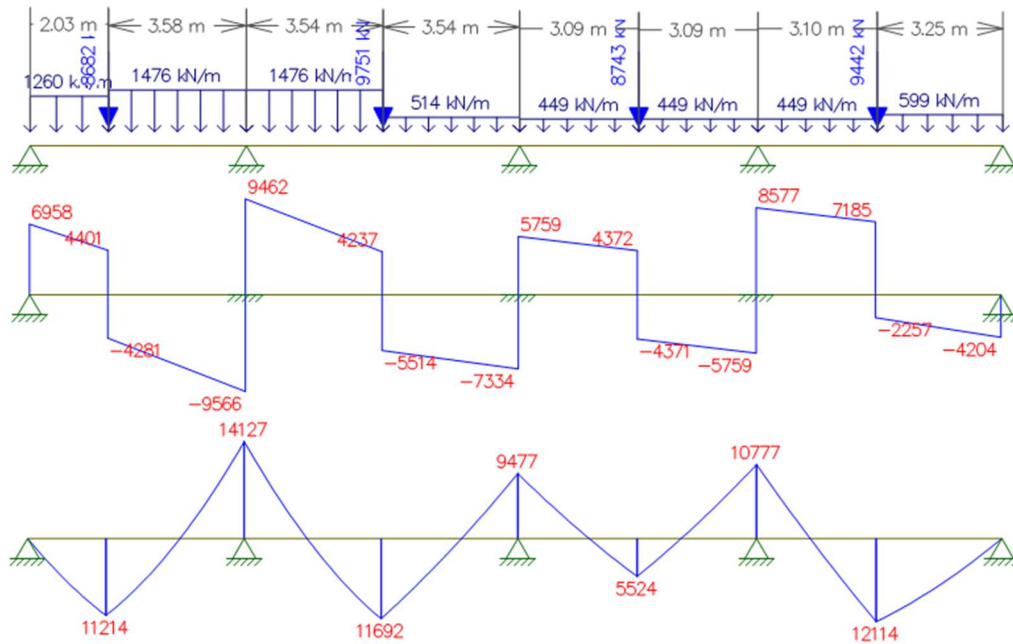 2.03 m
3.58 m
3.54 m
3.54 m
3.09 m
3.09 m
3.10 m
3.25 m
8682
9751 kN
8743 kN
9442 kN
1260
1476 kN/m
1476 kN/m
514 kN/m
449 kN/m
449 kN/m
449 kN/m
599 kN/m
6958
4401
9462
4237
5759
4372
8577
7185
−4281
−9566
−5514
−7334
−4371
−5759
−2257
−4204
14127
9477
10777
11214
11692
5524
12114